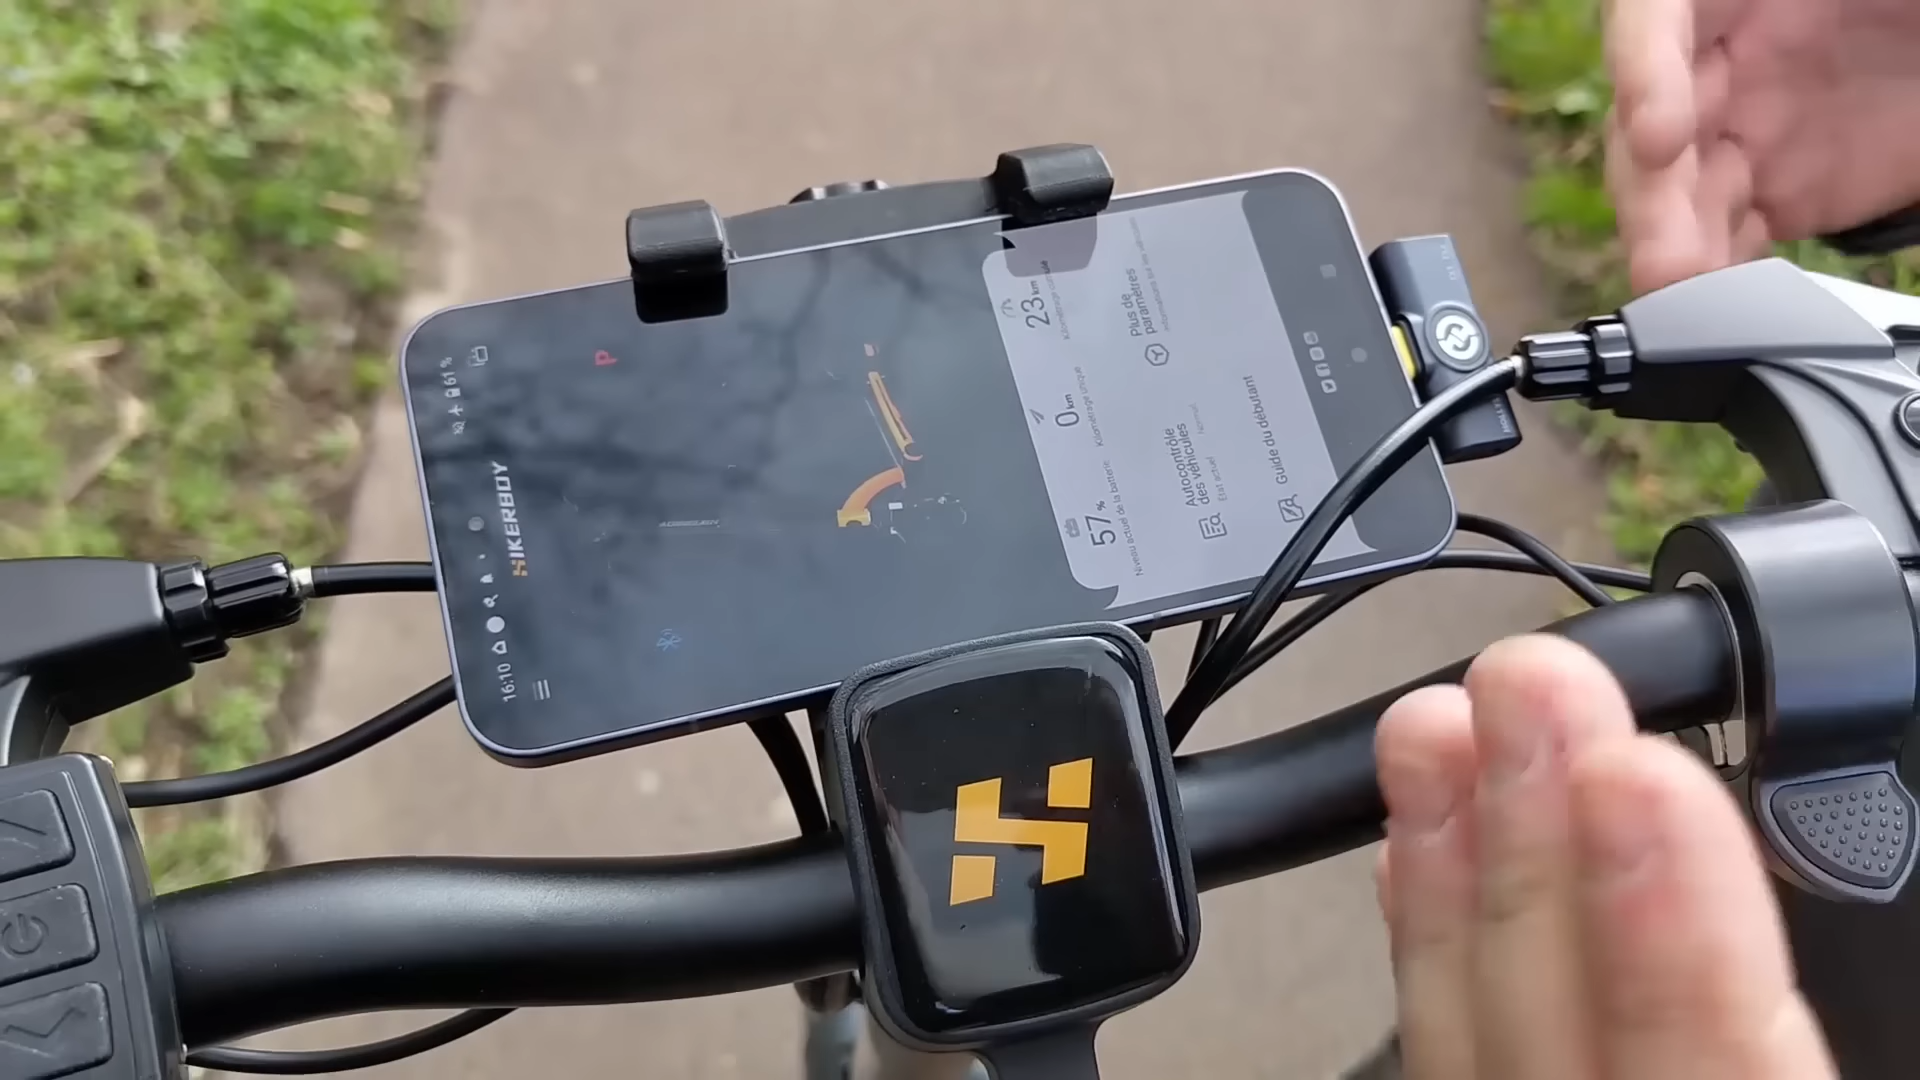 16:10
61 %
HIKERBOY
P
57 %
Niveau actuel de la batterie
0 km
Kilométrage unique
23 km
Kilométrage cumulé
Autocontrôle
des véhicules
État actuel
Normal
Plus de
paramètres
Guide du débutant